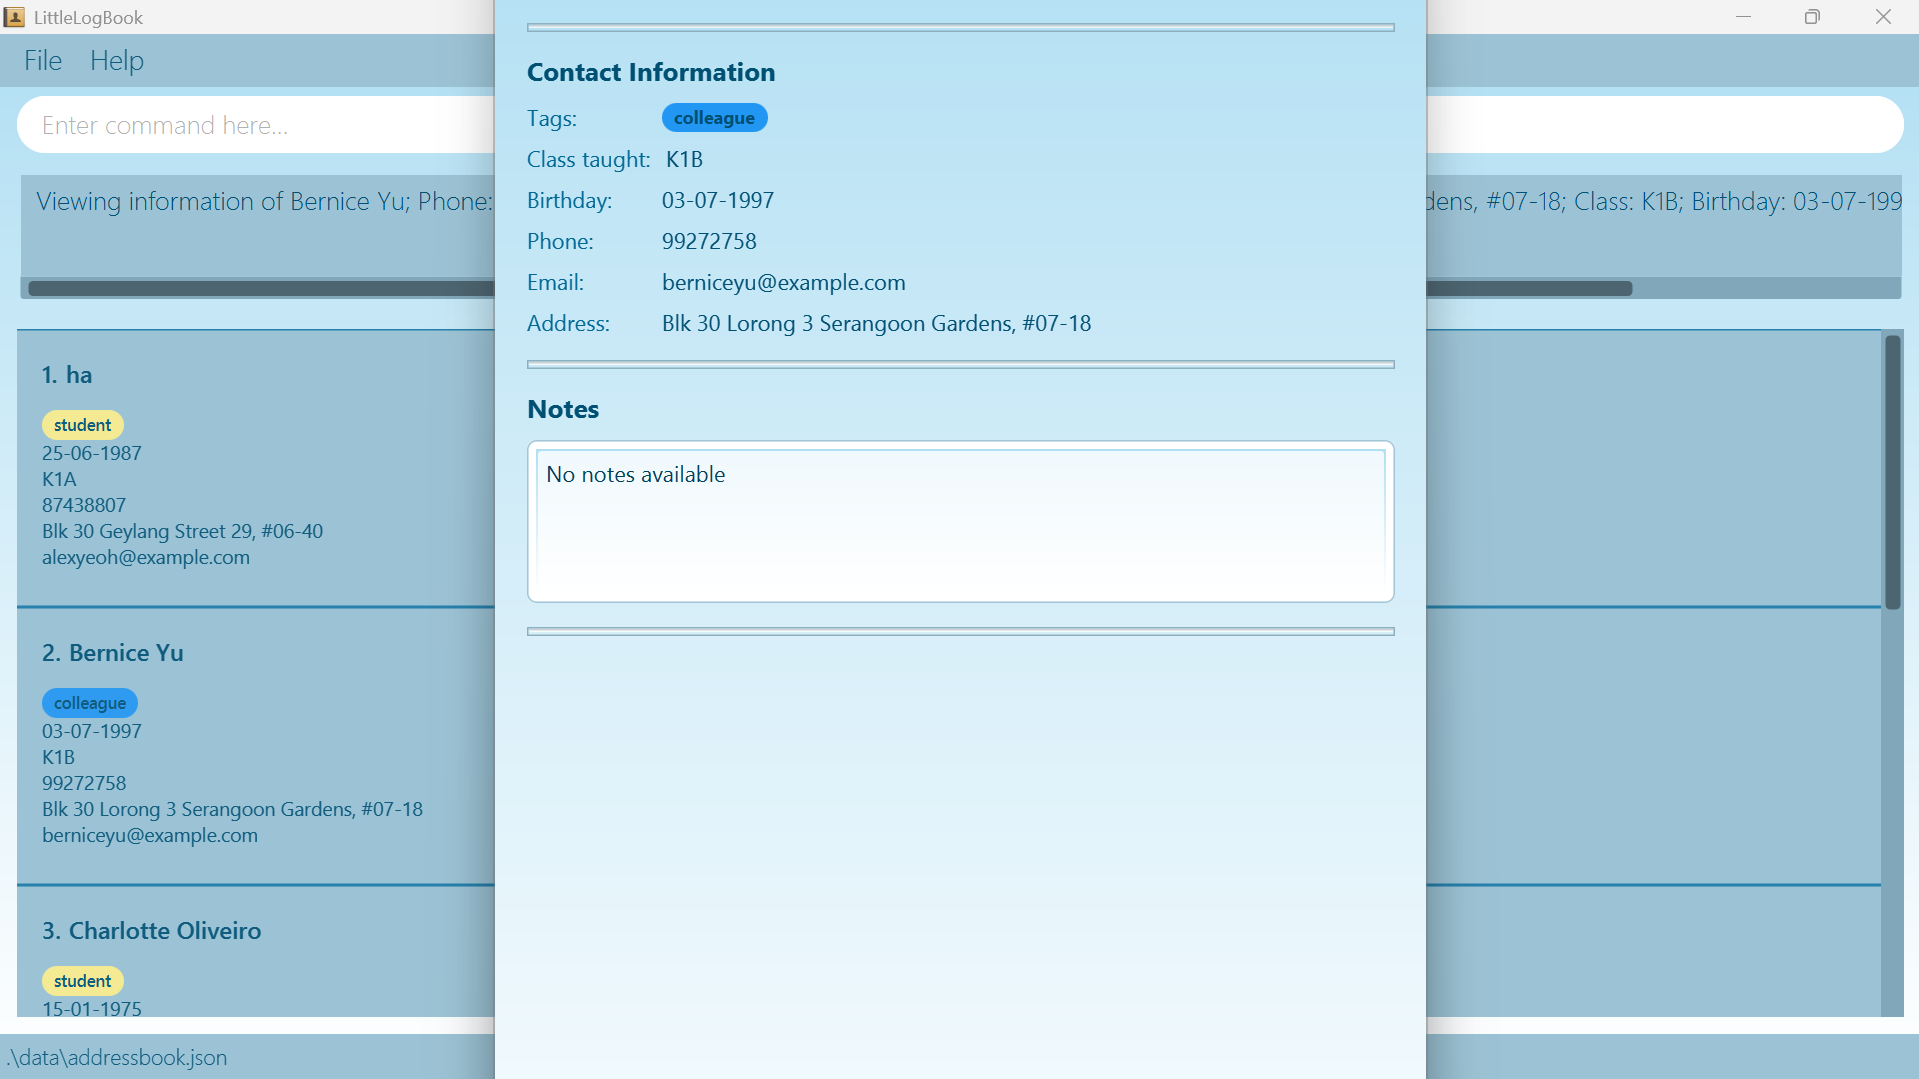 LittleLogBook
File Help
Enter command here...
Viewing information of Bernice Yu; Phone:
dens, #07-18; Class: K1B; Birthday: 03-07-199
1. ha
student
25-06-1987
K1A
87438807
Blk 30 Geylang Street 29, #06-40
alexyeoh@example.com
2. Bernice Yu
colleague
03-07-1997
K1B
99272758
Blk 30 Lorong 3 Serangoon Gardens, #07-18
berniceyu@example.com
3. Charlotte Oliveiro
student
15-01-1975
.\data\addressbook.json
Contact Information
Tags: colleague
Class taught: K1B
Birthday: 03-07-1997
Phone: 99272758
Email: berniceyu@example.com
Address: Blk 30 Lorong 3 Serangoon Gardens, #07-18
Notes
No notes available